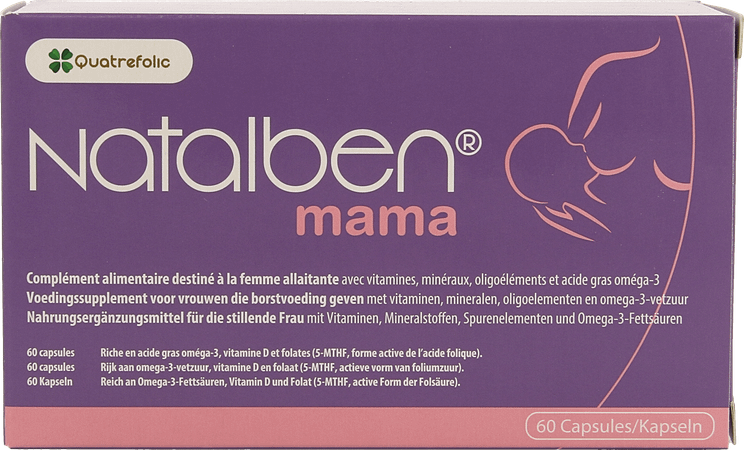 Quatrefolic
Natalben®
mama
Complément alimentaire destiné à la femme allaitante avec vitamines, minéraux, oligoéléments et acide gras oméga-3
Voedingssupplement voor vrouwen die borstvoeding geven met vitaminen, mineralen, oligoelementen en omega-3-vetzuur
Nahrungsergänzungsmittel für die stillende Frau mit Vitaminen, Mineralstoffen, Spurenelementen und Omega-3-Fettsäuren
60 capsules Riche en acide gras oméga-3, vitamine D et folates (5-MTHF, forme active de l'acide folique).
60 capsules Rijk aan omega-3-vetzuur, vitamine D en folaat (5-MTHF, actieve vorm van foliumzuur).
60 Kapseln Reich an Omega-3-Fettsäuren, Vitamin D und Folat (5-MTHF, active Form der Folsäure).
60 Capsules/Kapseln